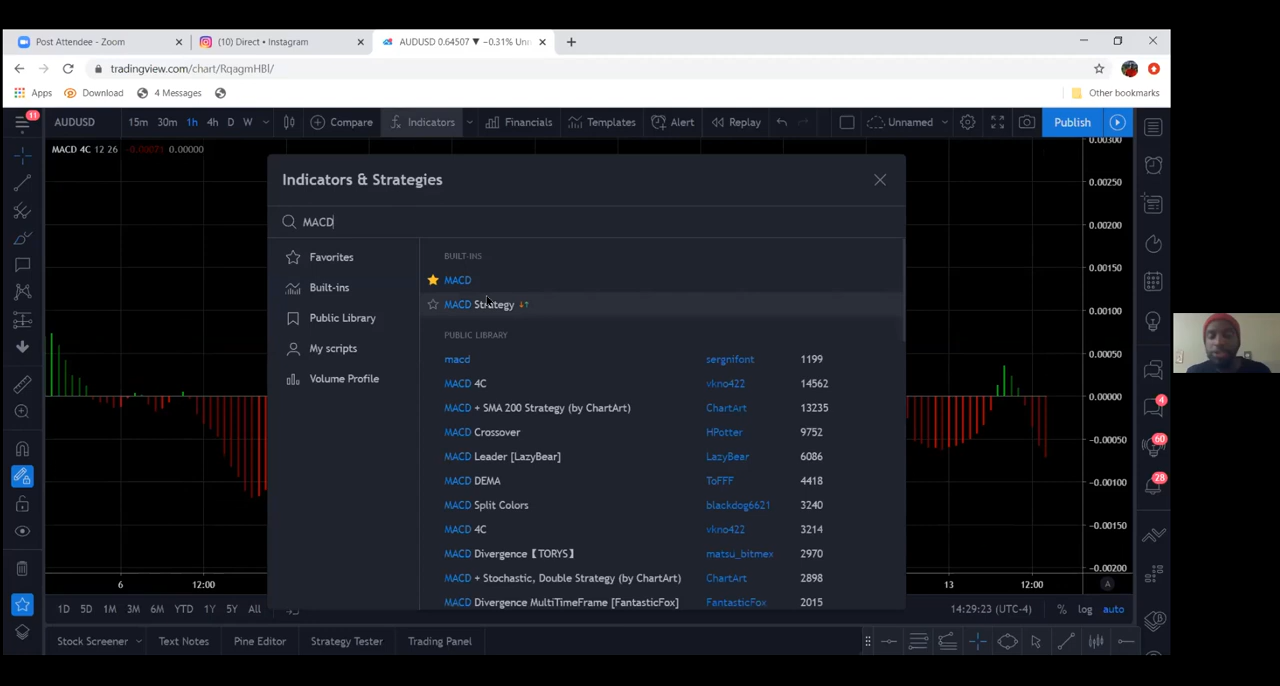 Post Attendee - Zoom
(10) Direct • Instagram
AUDUSD 0.64507 ▼ −0.31% Unn
tradingview.com/chart/RqagmHBl/
Apps Download 4 Messages Other bookmarks
11
AUDUSD 15m 30m 1h 4h D W Compare Indicators Financials Templates Alert Replay Unnamed Publish
MACD 4C 12 26 -0.00071 0.00000
Indicators & Strategies
MACD
Favorites
Built-ins
Public Library
My scripts
Volume Profile
BUILT-INS
MACD
MACD Strategy
PUBLIC LIBRARY
macd sergnifont 1199
MACD 4C vkno422 14562
MACD + SMA 200 Strategy (by ChartArt) ChartArt 13235
MACD Crossover HPotter 9752
MACD Leader [LazyBear] LazyBear 6086
MACD DEMA ToFFF 4418
MACD Split Colors blackdog6621 3240
MACD 4C vkno422 3214
MACD Divergence【TORYS】 matsu_bitmex 2970
MACD + Stochastic, Double Strategy (by ChartArt) ChartArt 2898
MACD Divergence MultiTimeFrame [FantasticFox] FantasticFox 2015
0.00300
0.00250
0.00200
0.00150
0.00100
0.00050
0.00000
-0.00050
-0.00100
-0.00150
-0.00200
4
60
28
6 12:00 13 12:00 A
1D 5D 1M 3M 6M YTD 1Y 5Y All 14:29:23 (UTC-4) % log auto
Stock Screener Text Notes Pine Editor Strategy Tester Trading Panel